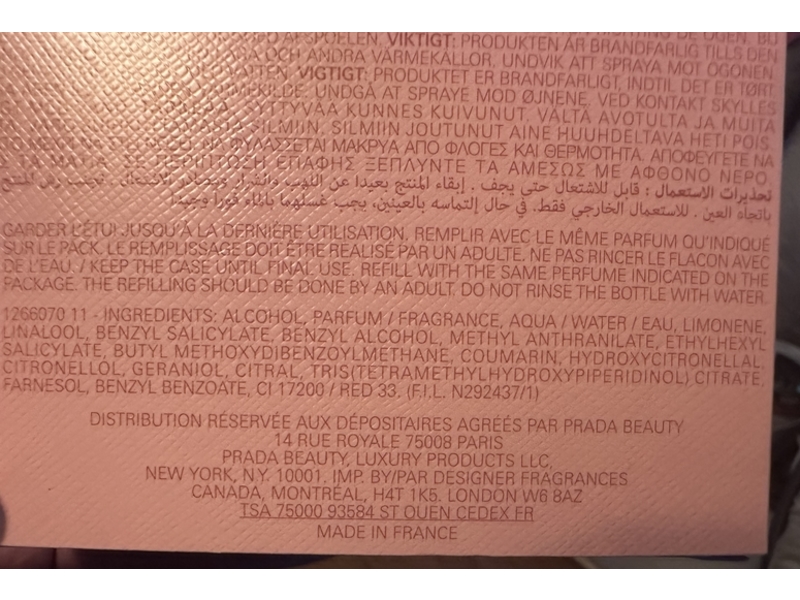 AFSPOELEN. VIKTIGT: PRODUKTEN ÄR BRANDFARLIG TILLS DEN
OCH ANDRA VÄRMEKÄLLOR. UNDVIK ATT SPRAYA MOT ÖGONEN.
VATTEN. VIGTIGT: PRODUKTET ER BRANDFARLIGT, INDTIL DET ER TØRT
UNDGÅ AT SPRAYE MOD ØJNENE. VED KONTAKT SKYLLES
SYTTYVÄÄ KUNNES KUIVUNUT. VÄLTÄ AVOTULTA JA MUITA
SILMIIN. SILMIIN JOUTUNUT AINE HUUHDELTAVA HETI POIS.
ΝΑ ΦΥΛΑΣΣΕΤΑΙ ΜΑΚΡΥΑ ΑΠΟ ΦΛΟΓΕΣ ΚΑΙ ΘΕΡΜΟΤΗΤΑ. ΑΠΟΦΕΥΓΕΤΕ ΝΑ
ΣΤΑ ΜΑΤΙΑ. ΣΕ ΠΕΡΙΠΤΩΣΗ ΕΠΑΦΗΣ ΞΕΠΛΥΝΤΕ ΤΑ ΑΜΕΣΩΣ ΜΕ ΑΦΘΟΝΟ ΝΕΡΟ.
تحذيرات الاستعمال : قابل للاشتعال حتى يجف . إبقاء المنتج بعيدا عن اللهب والشرار ومصادر الاشتعال . تجنب رش المنتج
باتجاه العين . للاستعمال الخارجي فقط. في حال إلتماسه بالعينين، يجب غسلهما بالماء فورا وجيدا
GARDER L'ÉTUI JUSQU'À LA DERNIÈRE UTILISATION. REMPLIR AVEC LE MÊME PARFUM QU'INDIQUÉ
SUR LE PACK. LE REMPLISSAGE DOIT ÊTRE RÉALISÉ PAR UN ADULTE. NE PAS RINCER LE FLACON AVEC
DE L'EAU. / KEEP THE CASE UNTIL FINAL USE. REFILL WITH THE SAME PERFUME INDICATED ON THE
PACKAGE. THE REFILLING SHOULD BE DONE BY AN ADULT. DO NOT RINSE THE BOTTLE WITH WATER.
1266070 11 - INGREDIENTS: ALCOHOL, PARFUM / FRAGRANCE, AQUA / WATER / EAU, LIMONENE,
LINALOOL, BENZYL SALICYLATE, BENZYL ALCOHOL, METHYL ANTHRANILATE, ETHYLHEXYL
SALICYLATE, BUTYL METHOXYDIBENZOYLMETHANE, COUMARIN, HYDROXYCITRONELLAL,
CITRONELLOL, GERANIOL, CITRAL, TRIS(TETRAMETHYLHYDROXYPIPERIDINOL) CITRATE,
FARNESOL, BENZYL BENZOATE, CI 17200 / RED 33. (F.I.L. N292437/1)
DISTRIBUTION RÉSERVÉE AUX DÉPOSITAIRES AGRÉÉS PAR PRADA BEAUTY
14 RUE ROYALE 75008 PARIS
PRADA BEAUTY, LUXURY PRODUCTS LLC,
NEW YORK, N.Y. 10001. IMP. BY/PAR DESIGNER FRAGRANCES
CANADA, MONTRÉAL, H4T 1K5. LONDON W6 8AZ
TSA 75000 93584 ST OUEN CEDEX FR
MADE IN FRANCE